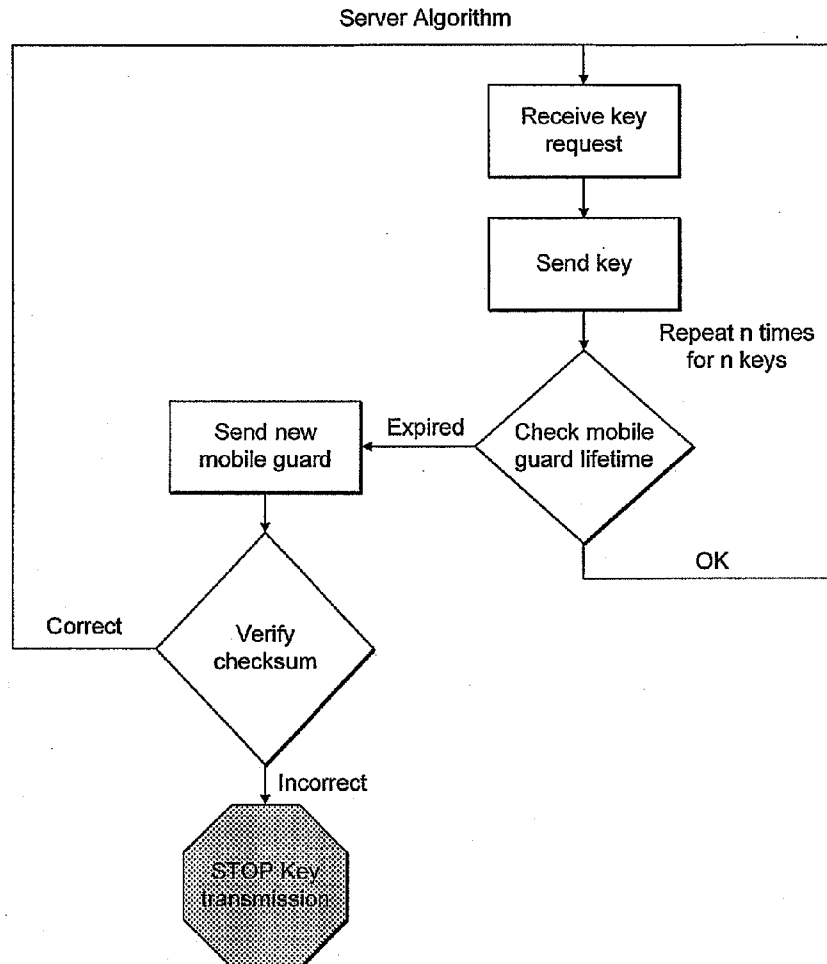 Server Algorithm
Receive key
request
Send key
Repeat n times
for n keys
Check mobile
guard lifetime
Expired
Send new
mobile guard
OK
Correct
Verify
checksum
Incorrect
STOP Key
transmission